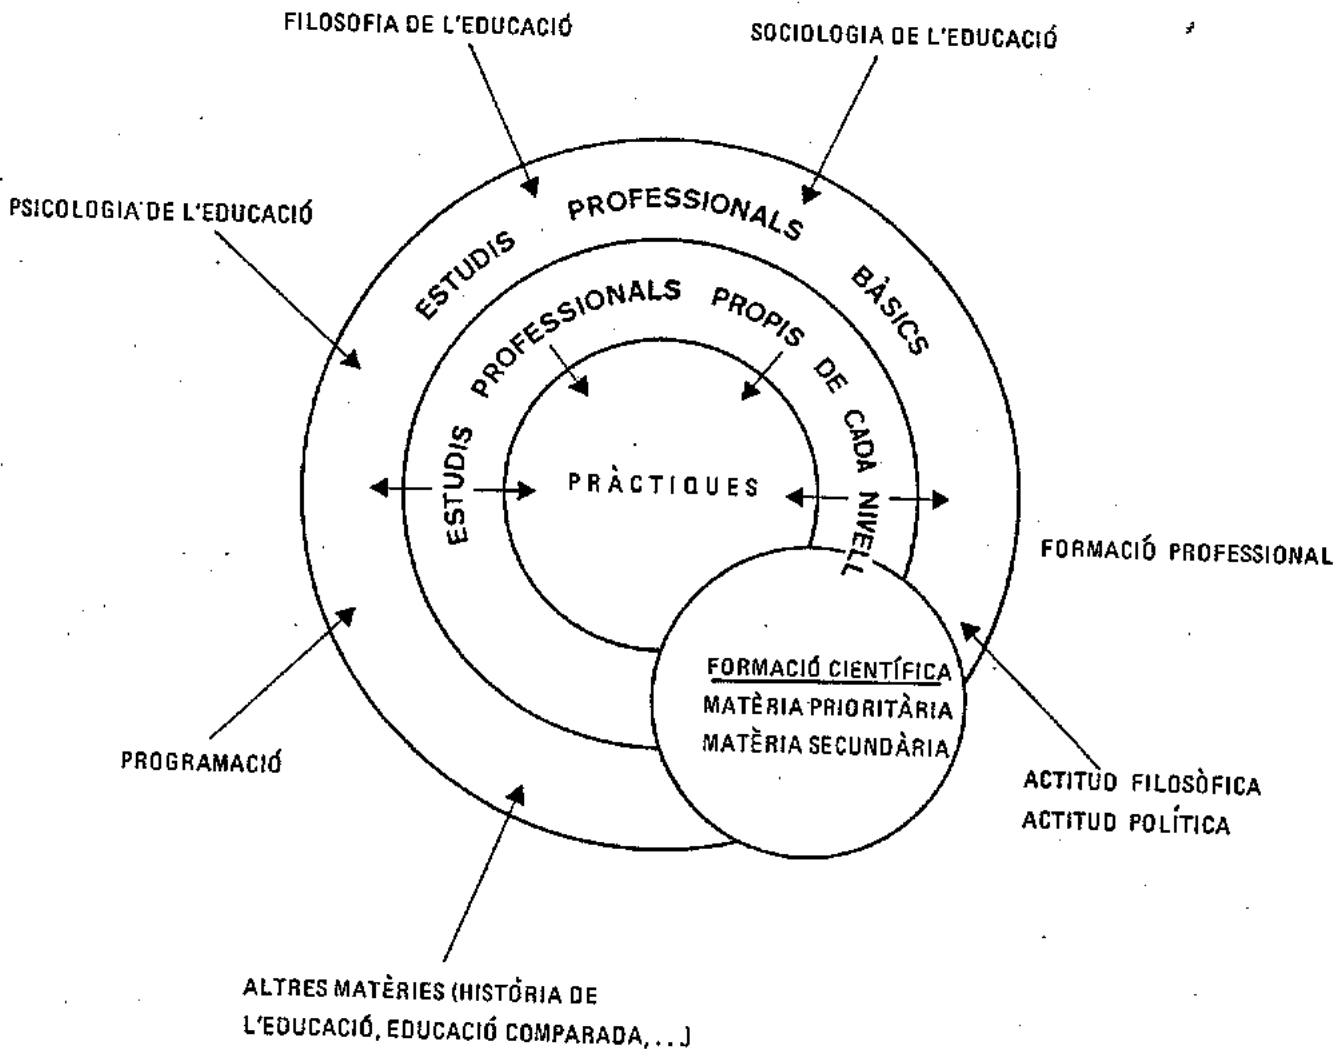 FILOSOFIA DE L'EDUCACIÓ
SOCIOLOGIA DE L'EDUCACIÓ
PSICOLOGIA DE L'EDUCACIÓ
ESTUDIS PROFESSIONALS BÀSICS
ESTUDIS PROFESSIONALS PROPIS DE CADA NIVELL
PRÀCTIQUES
FORMACIÓ PROFESSIONAL
FORMACIÓ CIENTÍFICA
MATÈRIA PRIORITÀRIA
MATÈRIA SECUNDÀRIA
PROGRAMACIÓ
ACTITUD FILOSÒFICA
ACTITUD POLÍTICA
ALTRES MATÈRIES (HISTÒRIA DE
L'EDUCACIÓ, EDUCACIÓ COMPARADA, . . .)